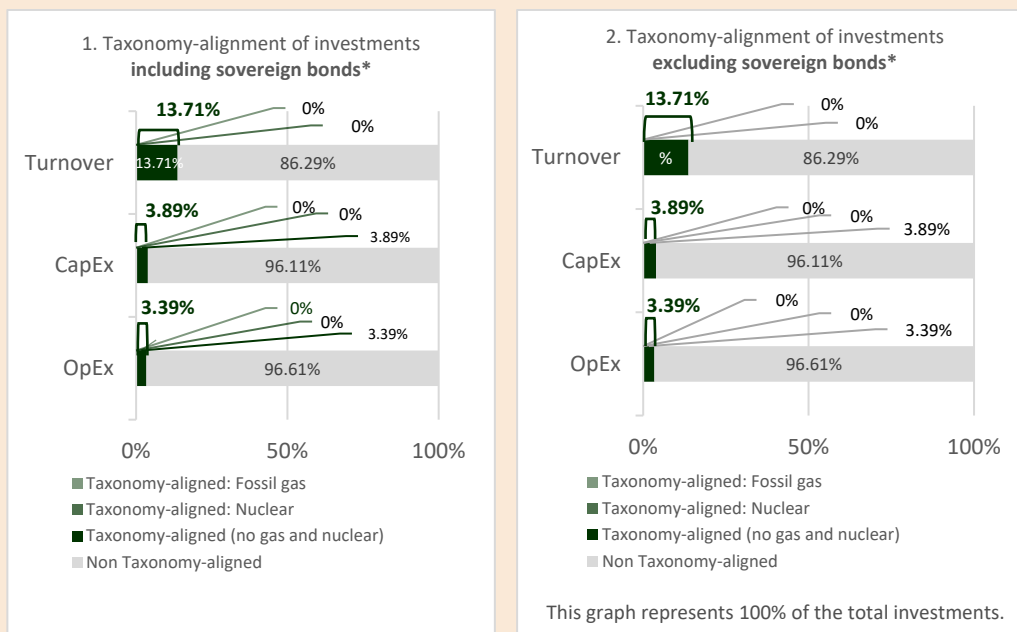 1. Taxonomy-alignment of investments
including sovereign bonds*
13.71%
0%
0%
Turnover
13.71%
86.29%
3.89%
0%
0%
3.89%
CapEx
96.11%
3.39%
0%
0%
3.39%
OpEx
96.61%
0% 50% 100%
Taxonomy-aligned: Fossil gas
Taxonomy-aligned: Nuclear
Taxonomy-aligned (no gas and nuclear)
Non Taxonomy-aligned
2. Taxonomy-alignment of investments
excluding sovereign bonds*
13.71%
0%
0%
Turnover
%
86.29%
3.89%
0%
0%
3.89%
CapEx
96.11%
3.39%
0%
0%
3.39%
OpEx
96.61%
0% 50% 100%
Taxonomy-aligned: Fossil gas
Taxonomy-aligned: Nuclear
Taxonomy-aligned (no gas and nuclear)
Non Taxonomy-aligned
This graph represents 100% of the total investments.